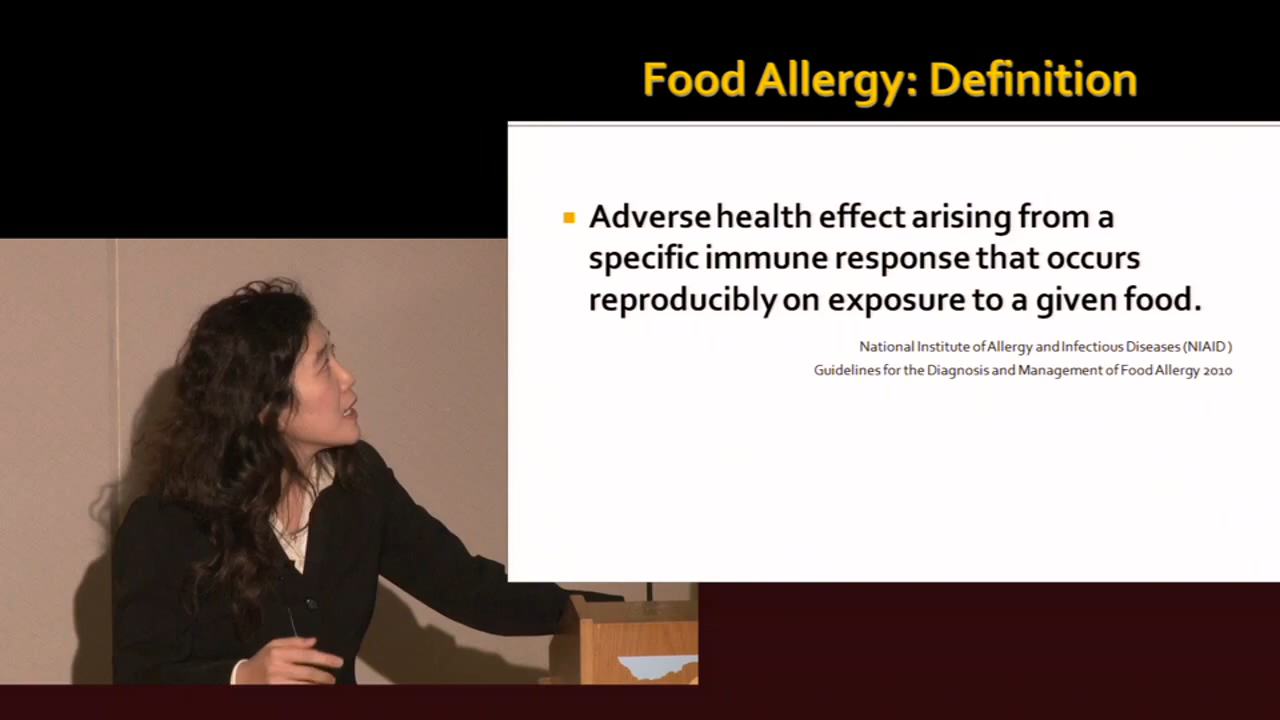 Food Allergy: Definition
Adverse health effect arising from a
specific immune response that occurs
reproducibly on exposure to a given food.
National Institute of Allergy and Infectious Diseases (NIAID )
Guidelines for the Diagnosis and Management of Food Allergy 2010